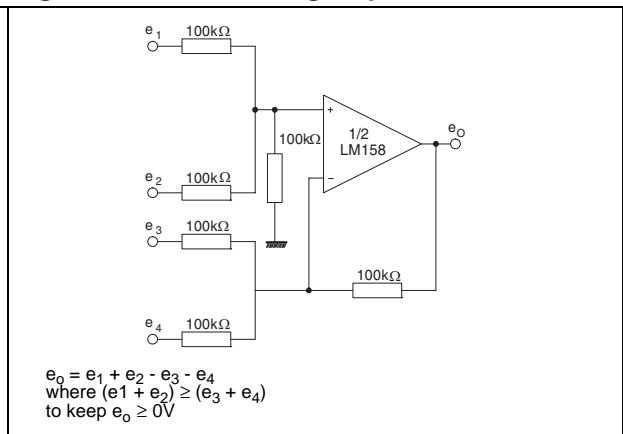 e1 100kΩ
100kΩ
+
1/2
LM158
−
eO
e2 100kΩ
e3 100kΩ
100kΩ
e4 100kΩ
eo = e1 + e2 - e3 - e4
where (e1 + e2) ≥ (e3 + e4)
to keep eo ≥ 0V